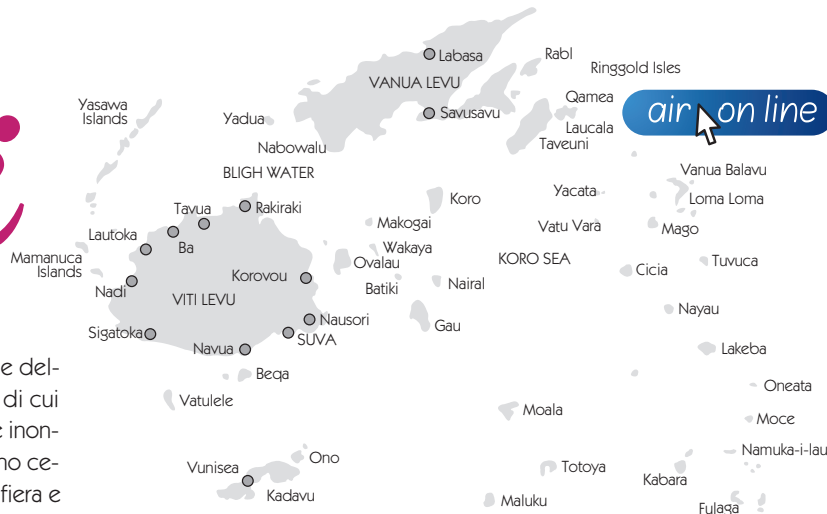 Labasa
Rabl
Ringgold Isles
VANUA LEVU
Qamea
Yasawa
Islands
Yadua
Savusavu
air on line
Laucala
Taveuni
Nabowalu
BLIGH WATER
Vanua Balavu
Yacata
Koro
Loma Loma
Tavua
Rakiraki
Makogai
Vatu Vara
Mago
Lautoka
Ba
Wakaya
Mamanuca
Islands
Ovalau
KORO SEA
Tuvuca
Korovou
Cicia
Nadi
Batiki
Nairal
VITI LEVU
Nayau
Nausori
Gau
Sigatoka
SUVA
Navua
Lakeba
e del-
Beqa
Oneata
di cui
Vatulele
Moala
Moce
e inon-
Namuka-i-lau
no ce-
Ono
Vunisea
Totoya
Kabara
fiera e
Kadavu
Maluku
Fulaga